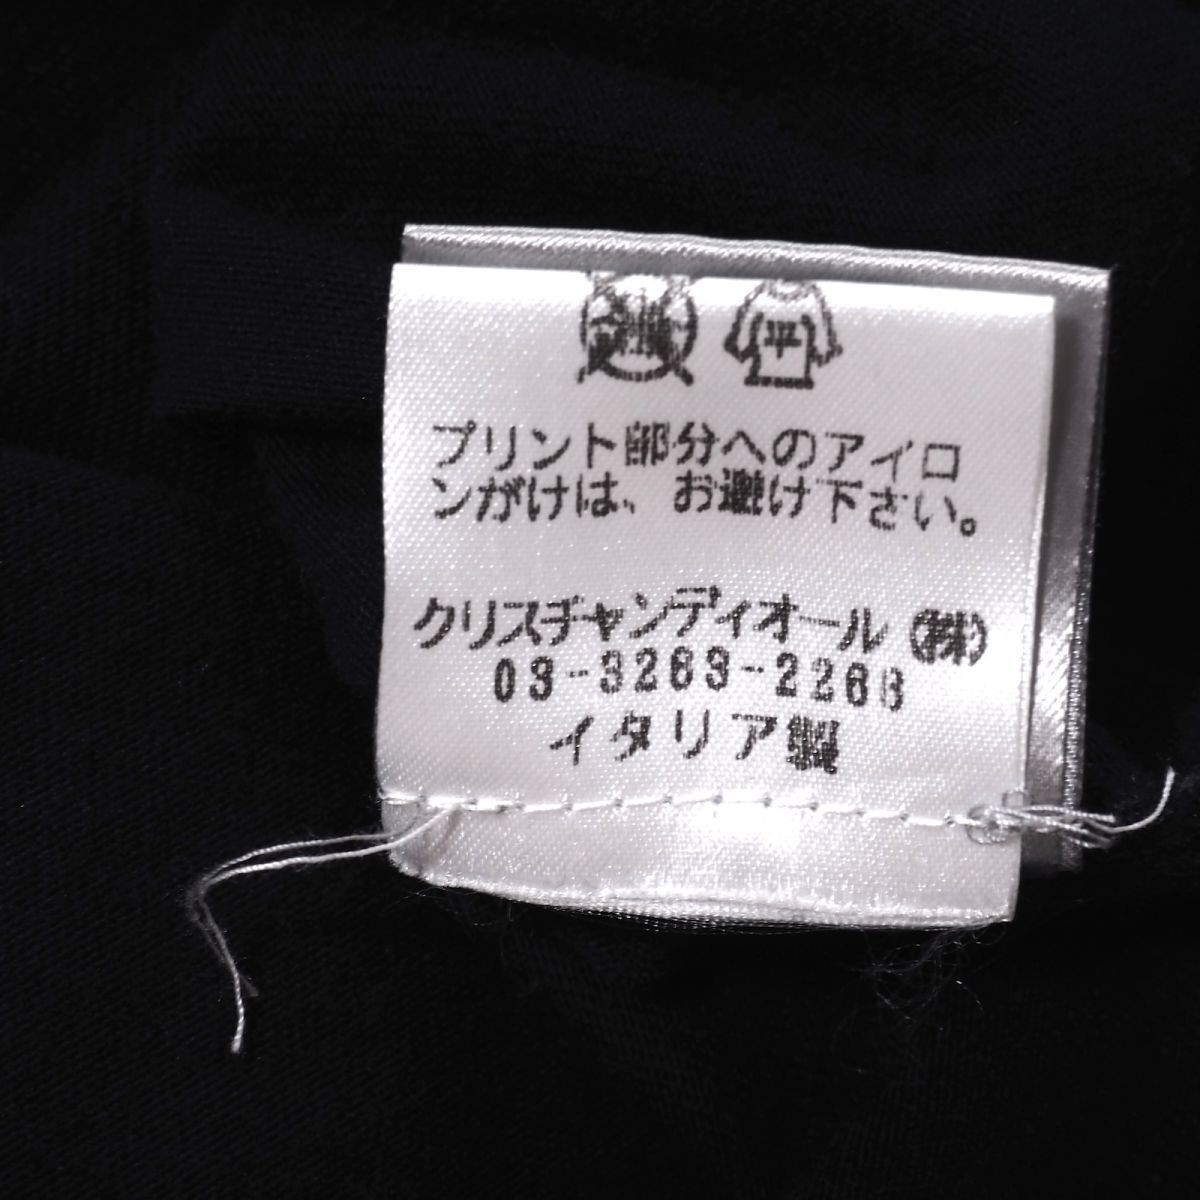 平
プリント部分へのアイロ
ンがけは、お避け下さい。
クリスチャンディオール㈱
03-3263-2266
イタリア製